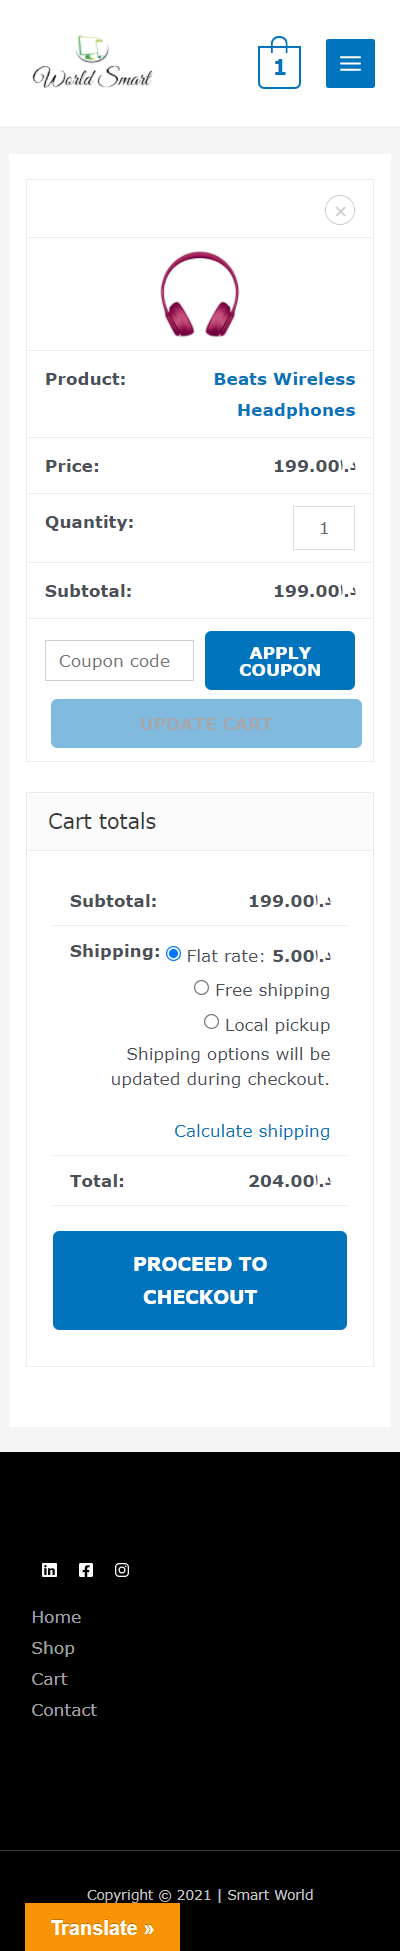 World Smart
1
×
Product: Beats Wireless
Headphones
Price: 199.00د.ا
Quantity: 1
Subtotal: 199.00د.ا
Coupon code
APPLY
COUPON
UPDATE CART
Cart totals
Subtotal: 199.00د.ا
Shipping: Flat rate: 5.00د.ا
Free shipping
Local pickup
Shipping options will be
updated during checkout.
Calculate shipping
Total: 204.00د.ا
PROCEED TO
CHECKOUT
Home
Shop
Cart
Contact
Copyright © 2021 | Smart World
Translate »